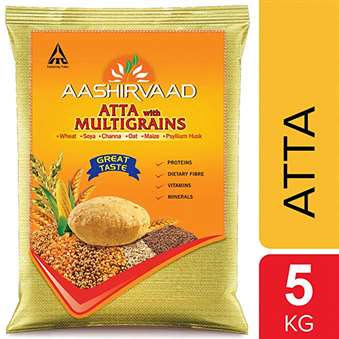 AASHIRVAAD
ATTA with
MULTIGRAINS
•Wheat •Soya •Channa •Oat •Maize •Psyllium Husk
GREAT
TASTE
PROTEINS
DIETARY FIBRE
VITAMINS
MINERALS
ATTA
5
KG